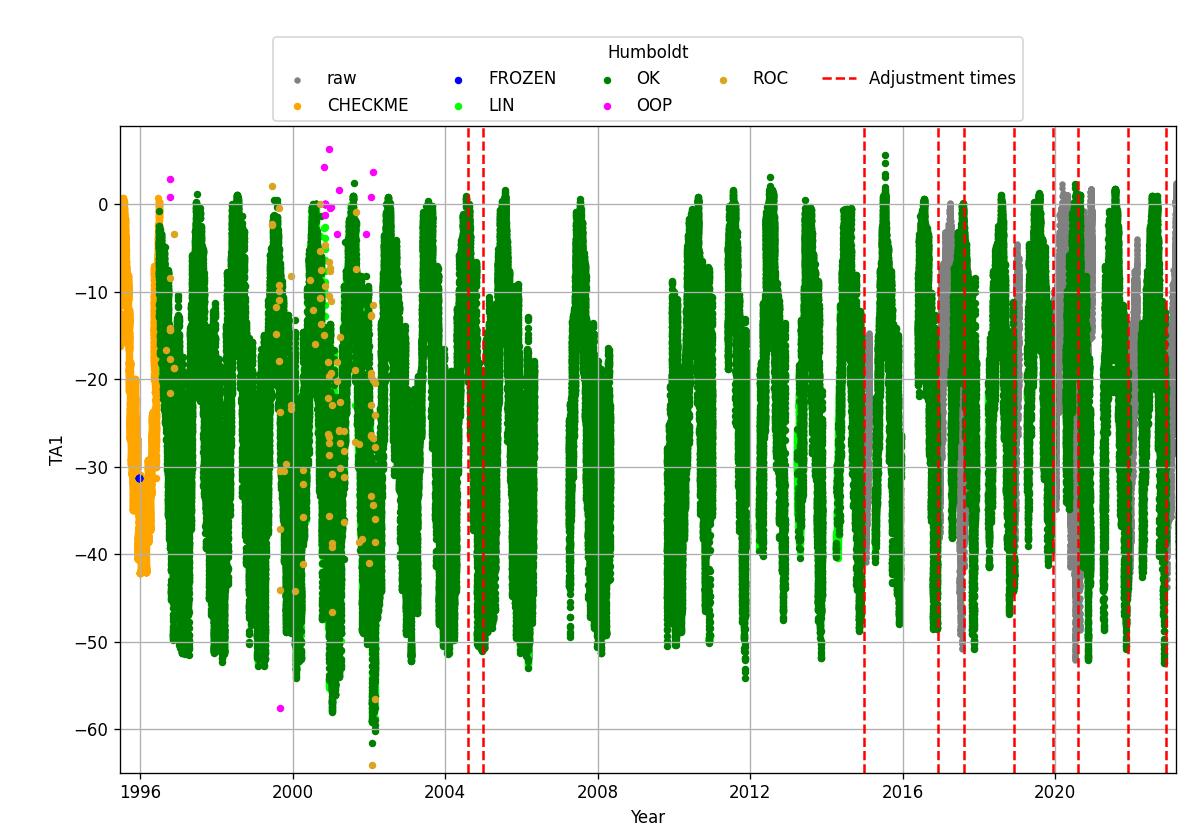 Humboldt
raw FROZEN OK ROC Adjustment times
CHECKME LIN OOP
0
−10
−20
−30
−40
−50
−60
TA1
1996 2000 2004 2008 2012 2016 2020
Year